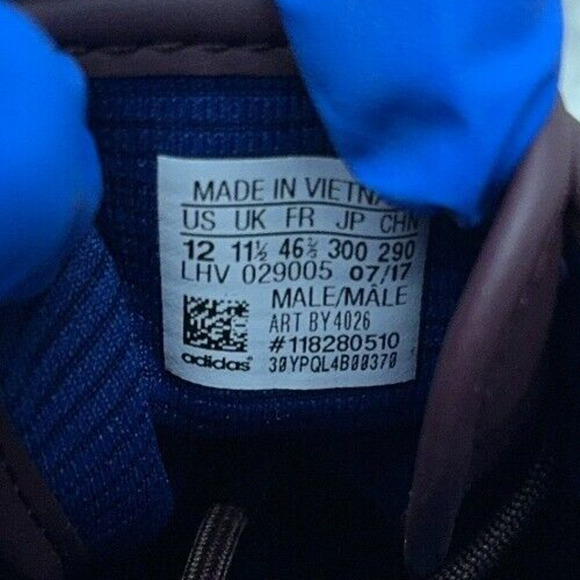 MADE IN
US UK FR JP CHN
12 11½ 46⅔ 300 290
LHV 029005 07/17
MALE/MÂLE
ART BY4026
#118280510
adidas® 30YPQL4B00370